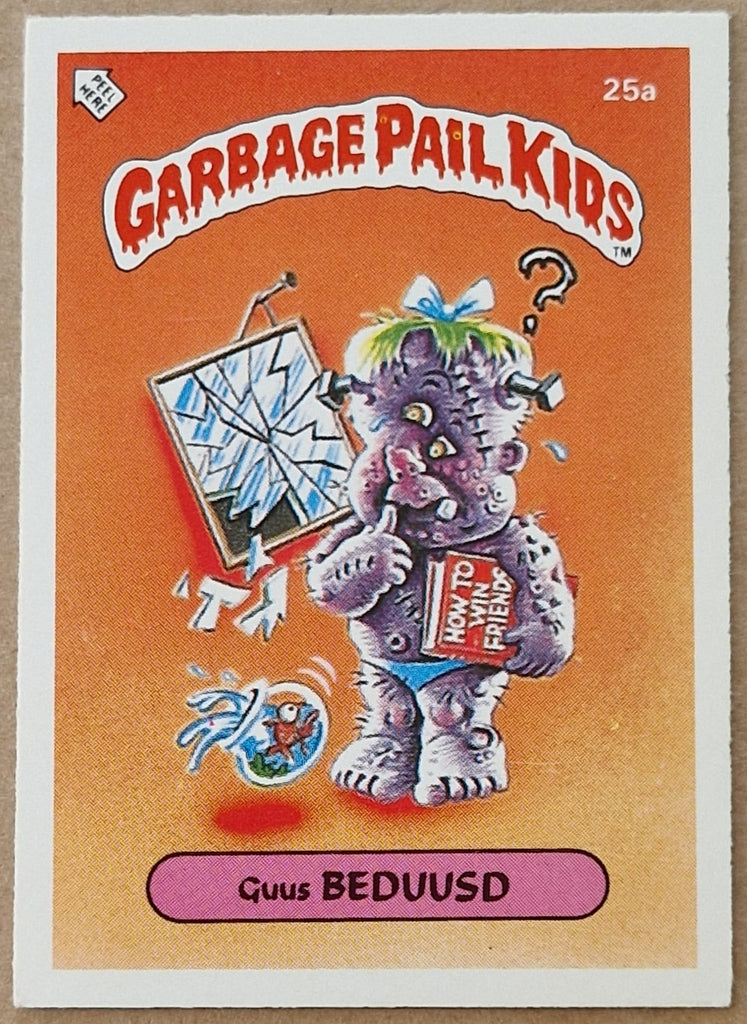 PEEL
HERE
25a
GARBAGE PAIL KIDS
TM
?
HOW TO
WIN
FRIENDS
Guus BEDUUSD